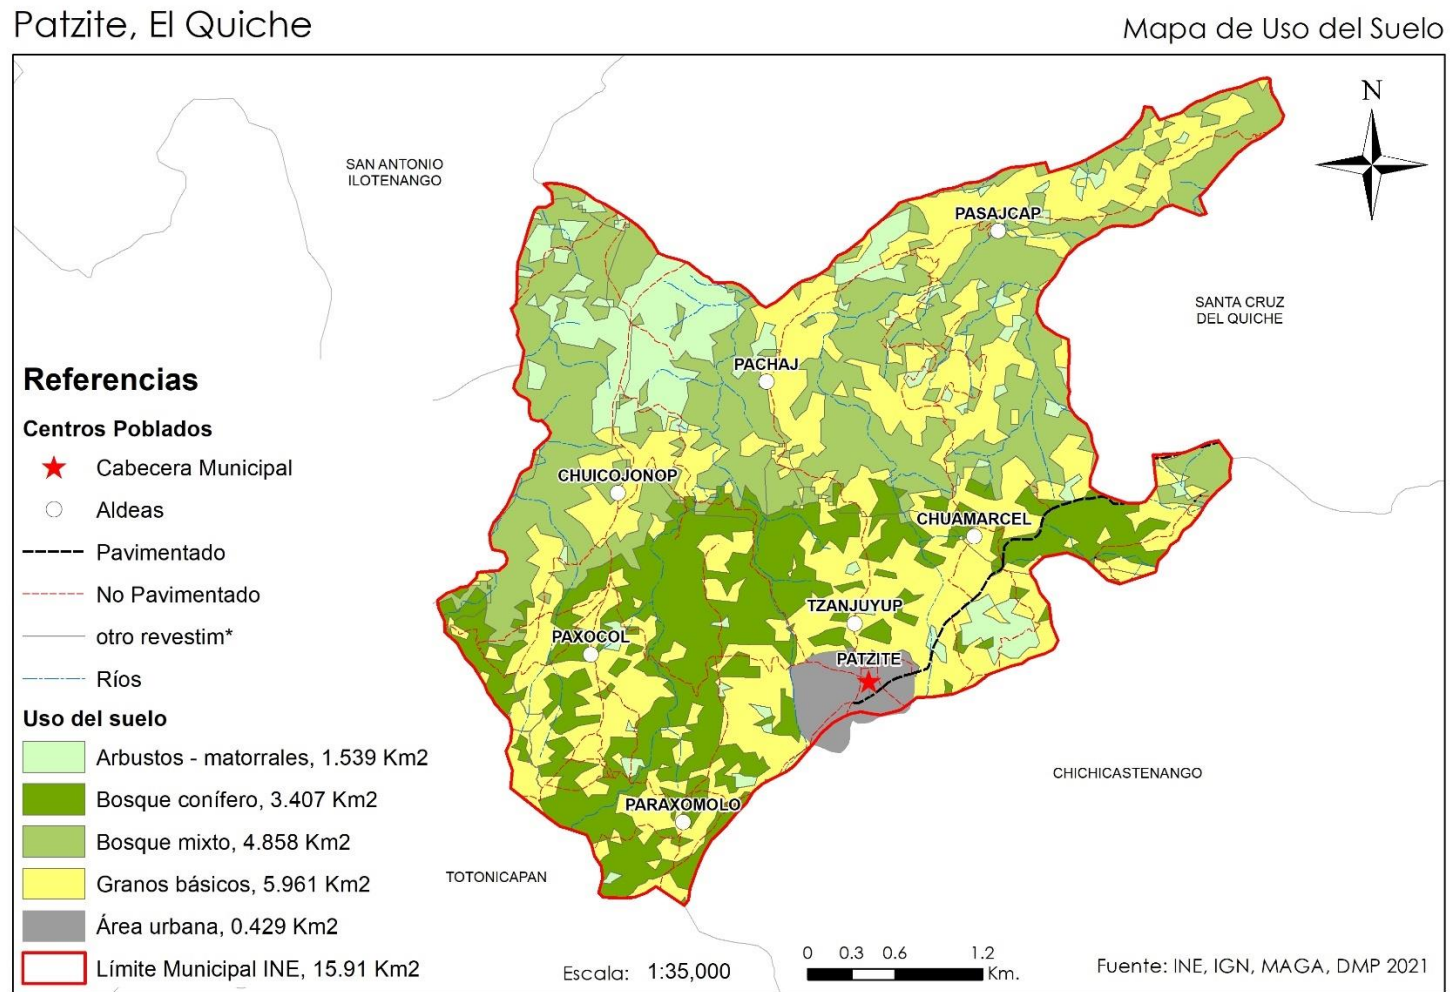 Patzite, El Quiche
Mapa de Uso del Suelo
N
SAN ANTONIO
ILOTENANGO
PASAJCAP
SANTA CRUZ
DEL QUICHE
PACHAJ
CHUICOJONOP
CHUAMARCEL
TZANJUYUP
PAXOCOL
PATZITE
PARAXOMOLO
CHICHICASTENANGO
TOTONICAPAN
Referencias
Centros Poblados
Cabecera Municipal
Aldeas
Pavimentado
No Pavimentado
otro revestim*
Ríos
Uso del suelo
Arbustos - matorrales, 1.539 Km2
Bosque conífero, 3.407 Km2
Bosque mixto, 4.858 Km2
Granos básicos, 5.961 Km2
Área urbana, 0.429 Km2
Límite Municipal INE, 15.91 Km2
Escala: 1:35,000
0 0.3 0.6 1.2
Km.
Fuente: INE, IGN, MAGA, DMP 2021